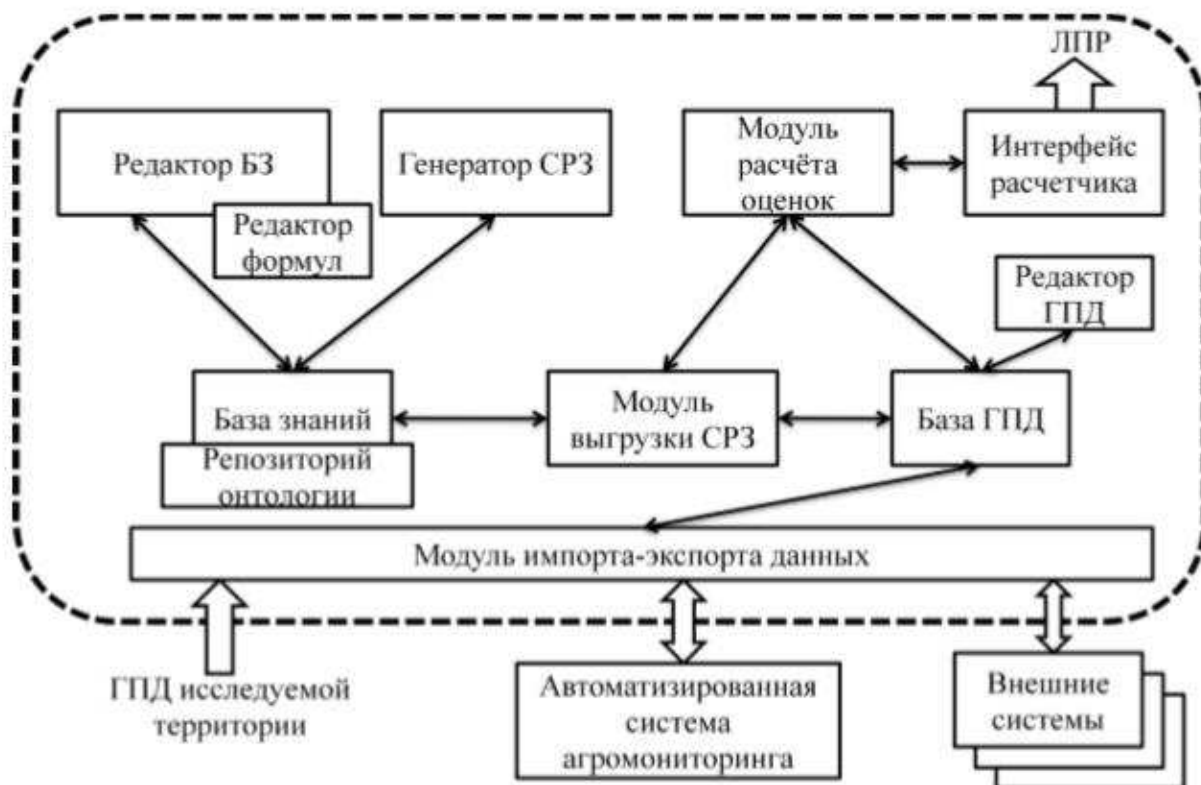 ЛПР
Редактор БЗ
Редактор
формул
Генератор СРЗ
Модуль
расчёта
оценок
Интерфейс
расчетчика
Редактор
ГПД
База знаний
Репозиторий
онтологии
Модуль
выгрузки СРЗ
База ГПД
Модуль импорта-экспорта данных
ГПД исследуемой
территории
Автоматизированная
система
агромониторинга
Внешние
системы